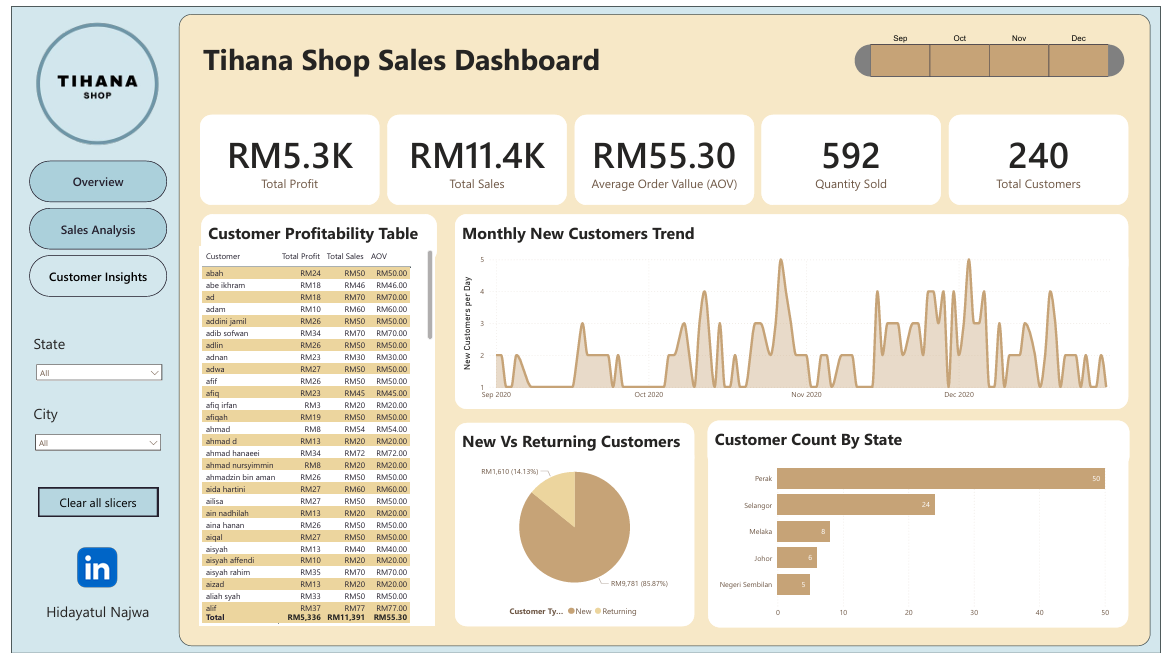 TIHANA
SHOP
Overview
Sales Analysis
Customer Insights
State
All
City
All
Clear all slicers
in
Hidayatul Najwa
Tihana Shop Sales Dashboard
Sep Oct Nov Dec
RM5.3K
Total Profit
RM11.4K
Total Sales
RM55.30
Average Order Vallue (AOV)
592
Quantity Sold
240
Total Customers
Customer Profitability Table
Customer Total Profit Total Sales AOV
abah RM24 RM50 RM50.00
abe ikhram RM18 RM46 RM46.00
ad RM18 RM70 RM70.00
adam RM10 RM60 RM60.00
addini jamil RM26 RM50 RM50.00
adib sofwan RM34 RM70 RM70.00
adlin RM26 RM50 RM50.00
adnan RM23 RM30 RM30.00
adwa RM27 RM50 RM50.00
afif RM26 RM50 RM50.00
afiq RM23 RM45 RM45.00
afiq irfan RM3 RM20 RM20.00
afiqah RM19 RM50 RM50.00
ahmad RM8 RM54 RM54.00
ahmad d RM13 RM20 RM20.00
ahmad hanaeei RM34 RM72 RM72.00
ahmad nursyimmin RM8 RM20 RM20.00
ahmadzin bin aman RM26 RM50 RM50.00
aida hartini RM27 RM60 RM60.00
ailisa RM27 RM50 RM50.00
ain nadhilah RM13 RM20 RM20.00
aina hanan RM26 RM50 RM50.00
aiqal RM27 RM50 RM50.00
aisyah RM13 RM40 RM40.00
aisyah affendi RM10 RM20 RM20.00
aisyah rahim RM35 RM70 RM70.00
aizad RM13 RM20 RM20.00
aliah syah RM33 RM50 RM50.00
alif RM37 RM77 RM77.00
Total RM5,336 RM11,391 RM55.30
Monthly New Customers Trend
New Customers per Day
5
4
3
2
1
Sep 2020 Oct 2020 Nov 2020 Dec 2020
New Vs Returning Customers
RM1,610 (14.13%)
RM9,781 (85.87%)
Customer Ty... New Returning
Customer Count By State
Perak 50
Selangor 24
Melaka 8
Johor 6
Negeri Sembilan 5
0 10 20 30 40 50